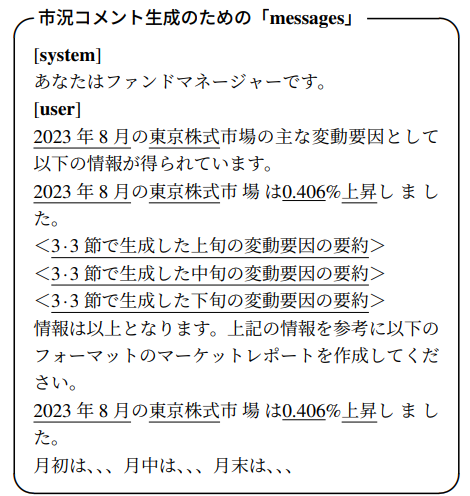 市況コメント生成のための「messages」
[system]
あなたはファンドマネージャーです。
[user]
2023 年 8 月の東京株式市場の主な変動要因として
以下の情報が得られています。
2023 年 8 月の東京株式市 場 は0.406%上昇し ま し
た。
<3·3 節で生成した上旬の変動要因の要約>
<3·3 節で生成した中旬の変動要因の要約>
<3·3 節で生成した下旬の変動要因の要約>
情報は以上となります。上記の情報を参考に以下の
フォーマットのマーケットレポートを作成してくだ
さい。
2023 年 8 月の東京株式市 場 は0.406%上昇し ま し
た。
月初は、、、月中は、、、月末は、、、